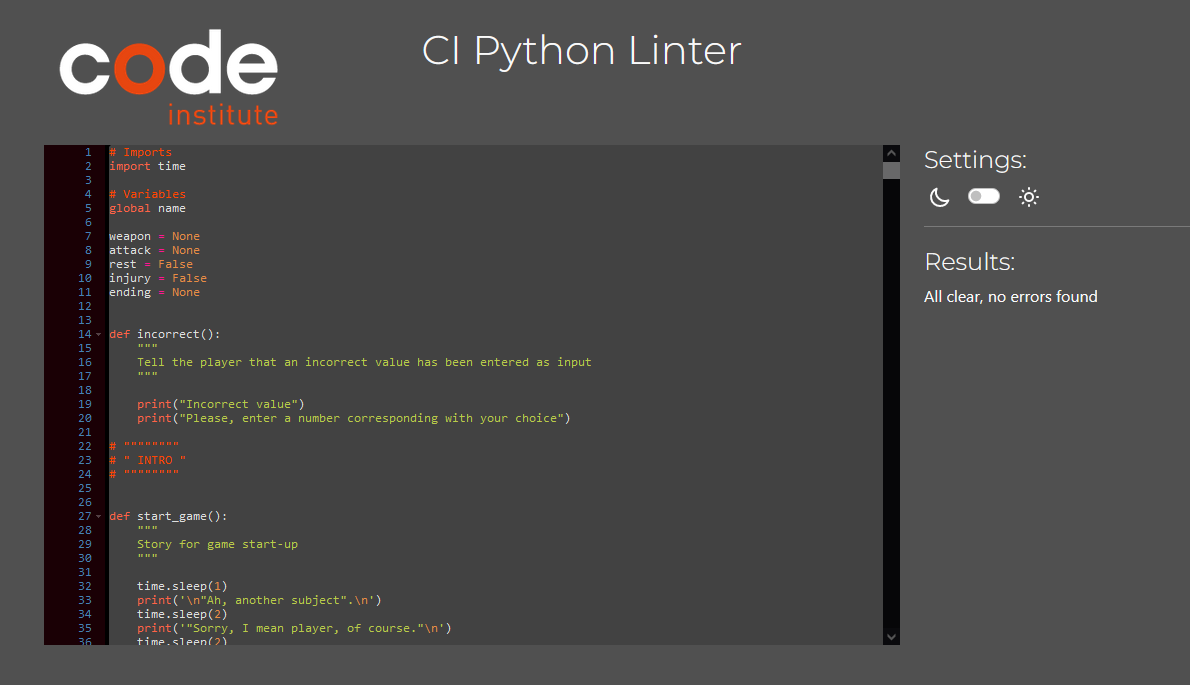 code
institute
CI Python Linter
1 # Imports
2 import time
3
4 # Variables
5 global name
6
7 weapon = None
8 attack = None
9 rest = False
10 injury = False
11 ending = None
12
13
14 def incorrect():
15 """
16 Tell the player that an incorrect value has been entered as input
17 """
18
19 print("Incorrect value")
20 print("Please, enter a number corresponding with your choice")
21
22 # """""""""
23 # " INTRO "
24 # """""""""
25
26
27 def start_game():
28 """
29 Story for game start-up
30 """
31
32 time.sleep(1)
33 print('\n"Ah, another subject".\n')
34 time.sleep(2)
35 print('"Sorry, I mean player, of course."\n')
36 time.sleep(2)
Settings:
Results:
All clear, no errors found